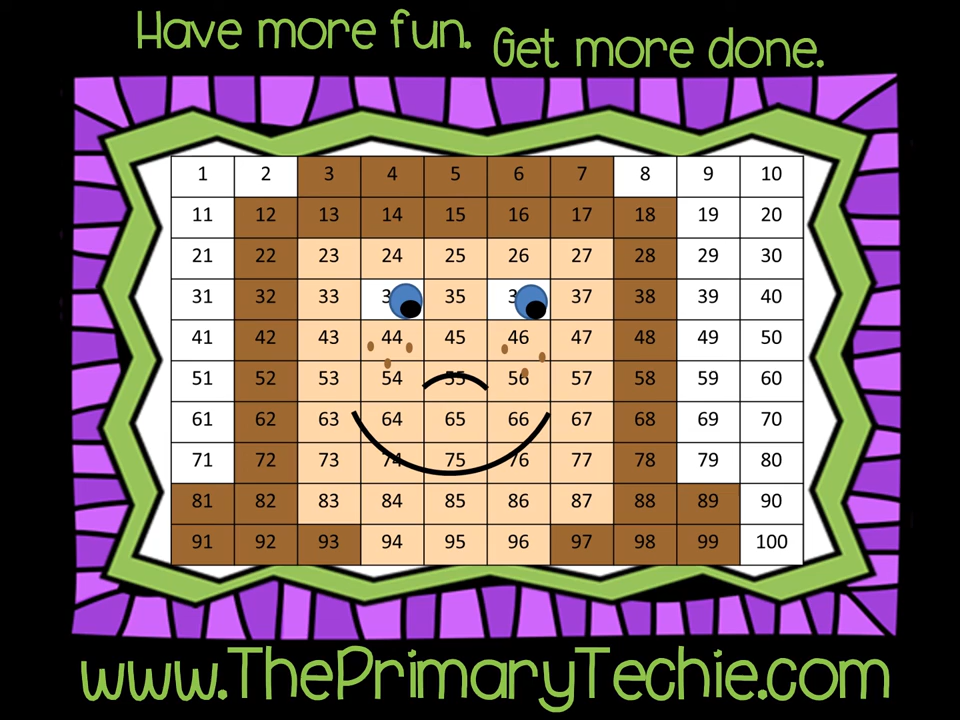 Have more fun. Get more done.
1 2 3 4 5 6 7 8 9 10
11 12 13 14 15 16 17 18 19 20
21 22 23 24 25 26 27 28 29 30
31 32 33 3 35 3 37 38 39 40
41 42 43 44 45 46 47 48 49 50
51 52 53 54 55 56 57 58 59 60
61 62 63 64 65 66 67 68 69 70
71 72 73 74 75 76 77 78 79 80
81 82 83 84 85 86 87 88 89 90
91 92 93 94 95 96 97 98 99 100
www.ThePrimaryTechie.com